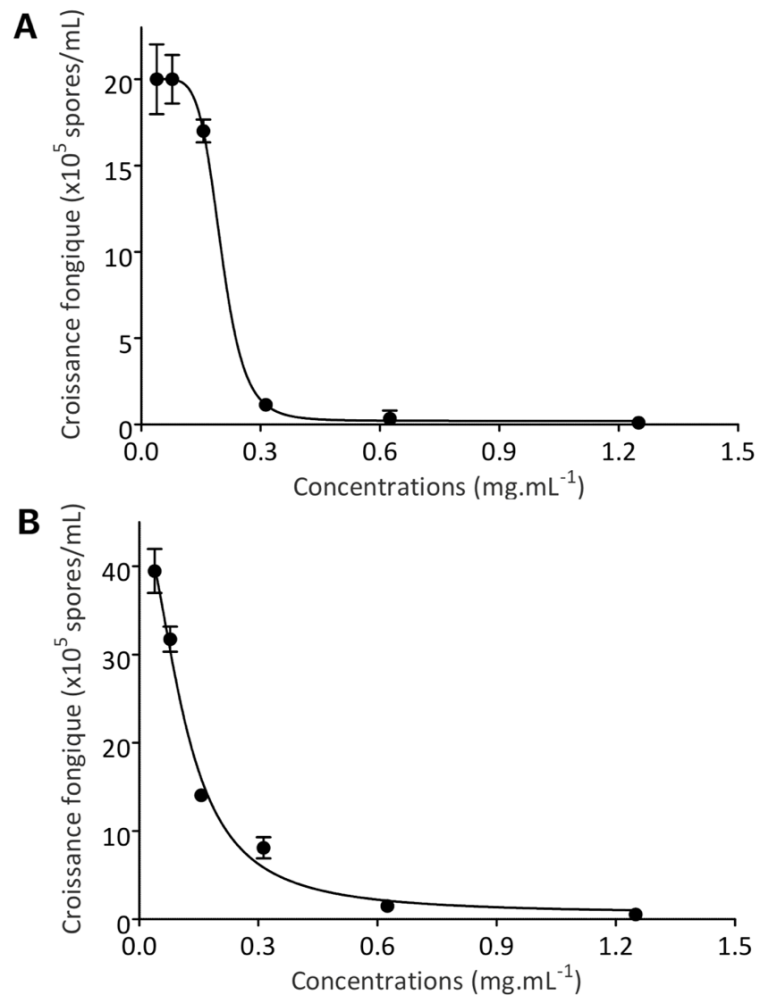 A
Croissance fongique (x10⁵ spores/mL)
20
15
10
5
0
0.0 0.3 0.6 0.9 1.2 1.5
Concentrations (mg.mL⁻¹)
B
Croissance fongique (x10⁵ spores/mL)
40
30
20
10
0
0.0 0.3 0.6 0.9 1.2 1.5
Concentrations (mg.mL⁻¹)